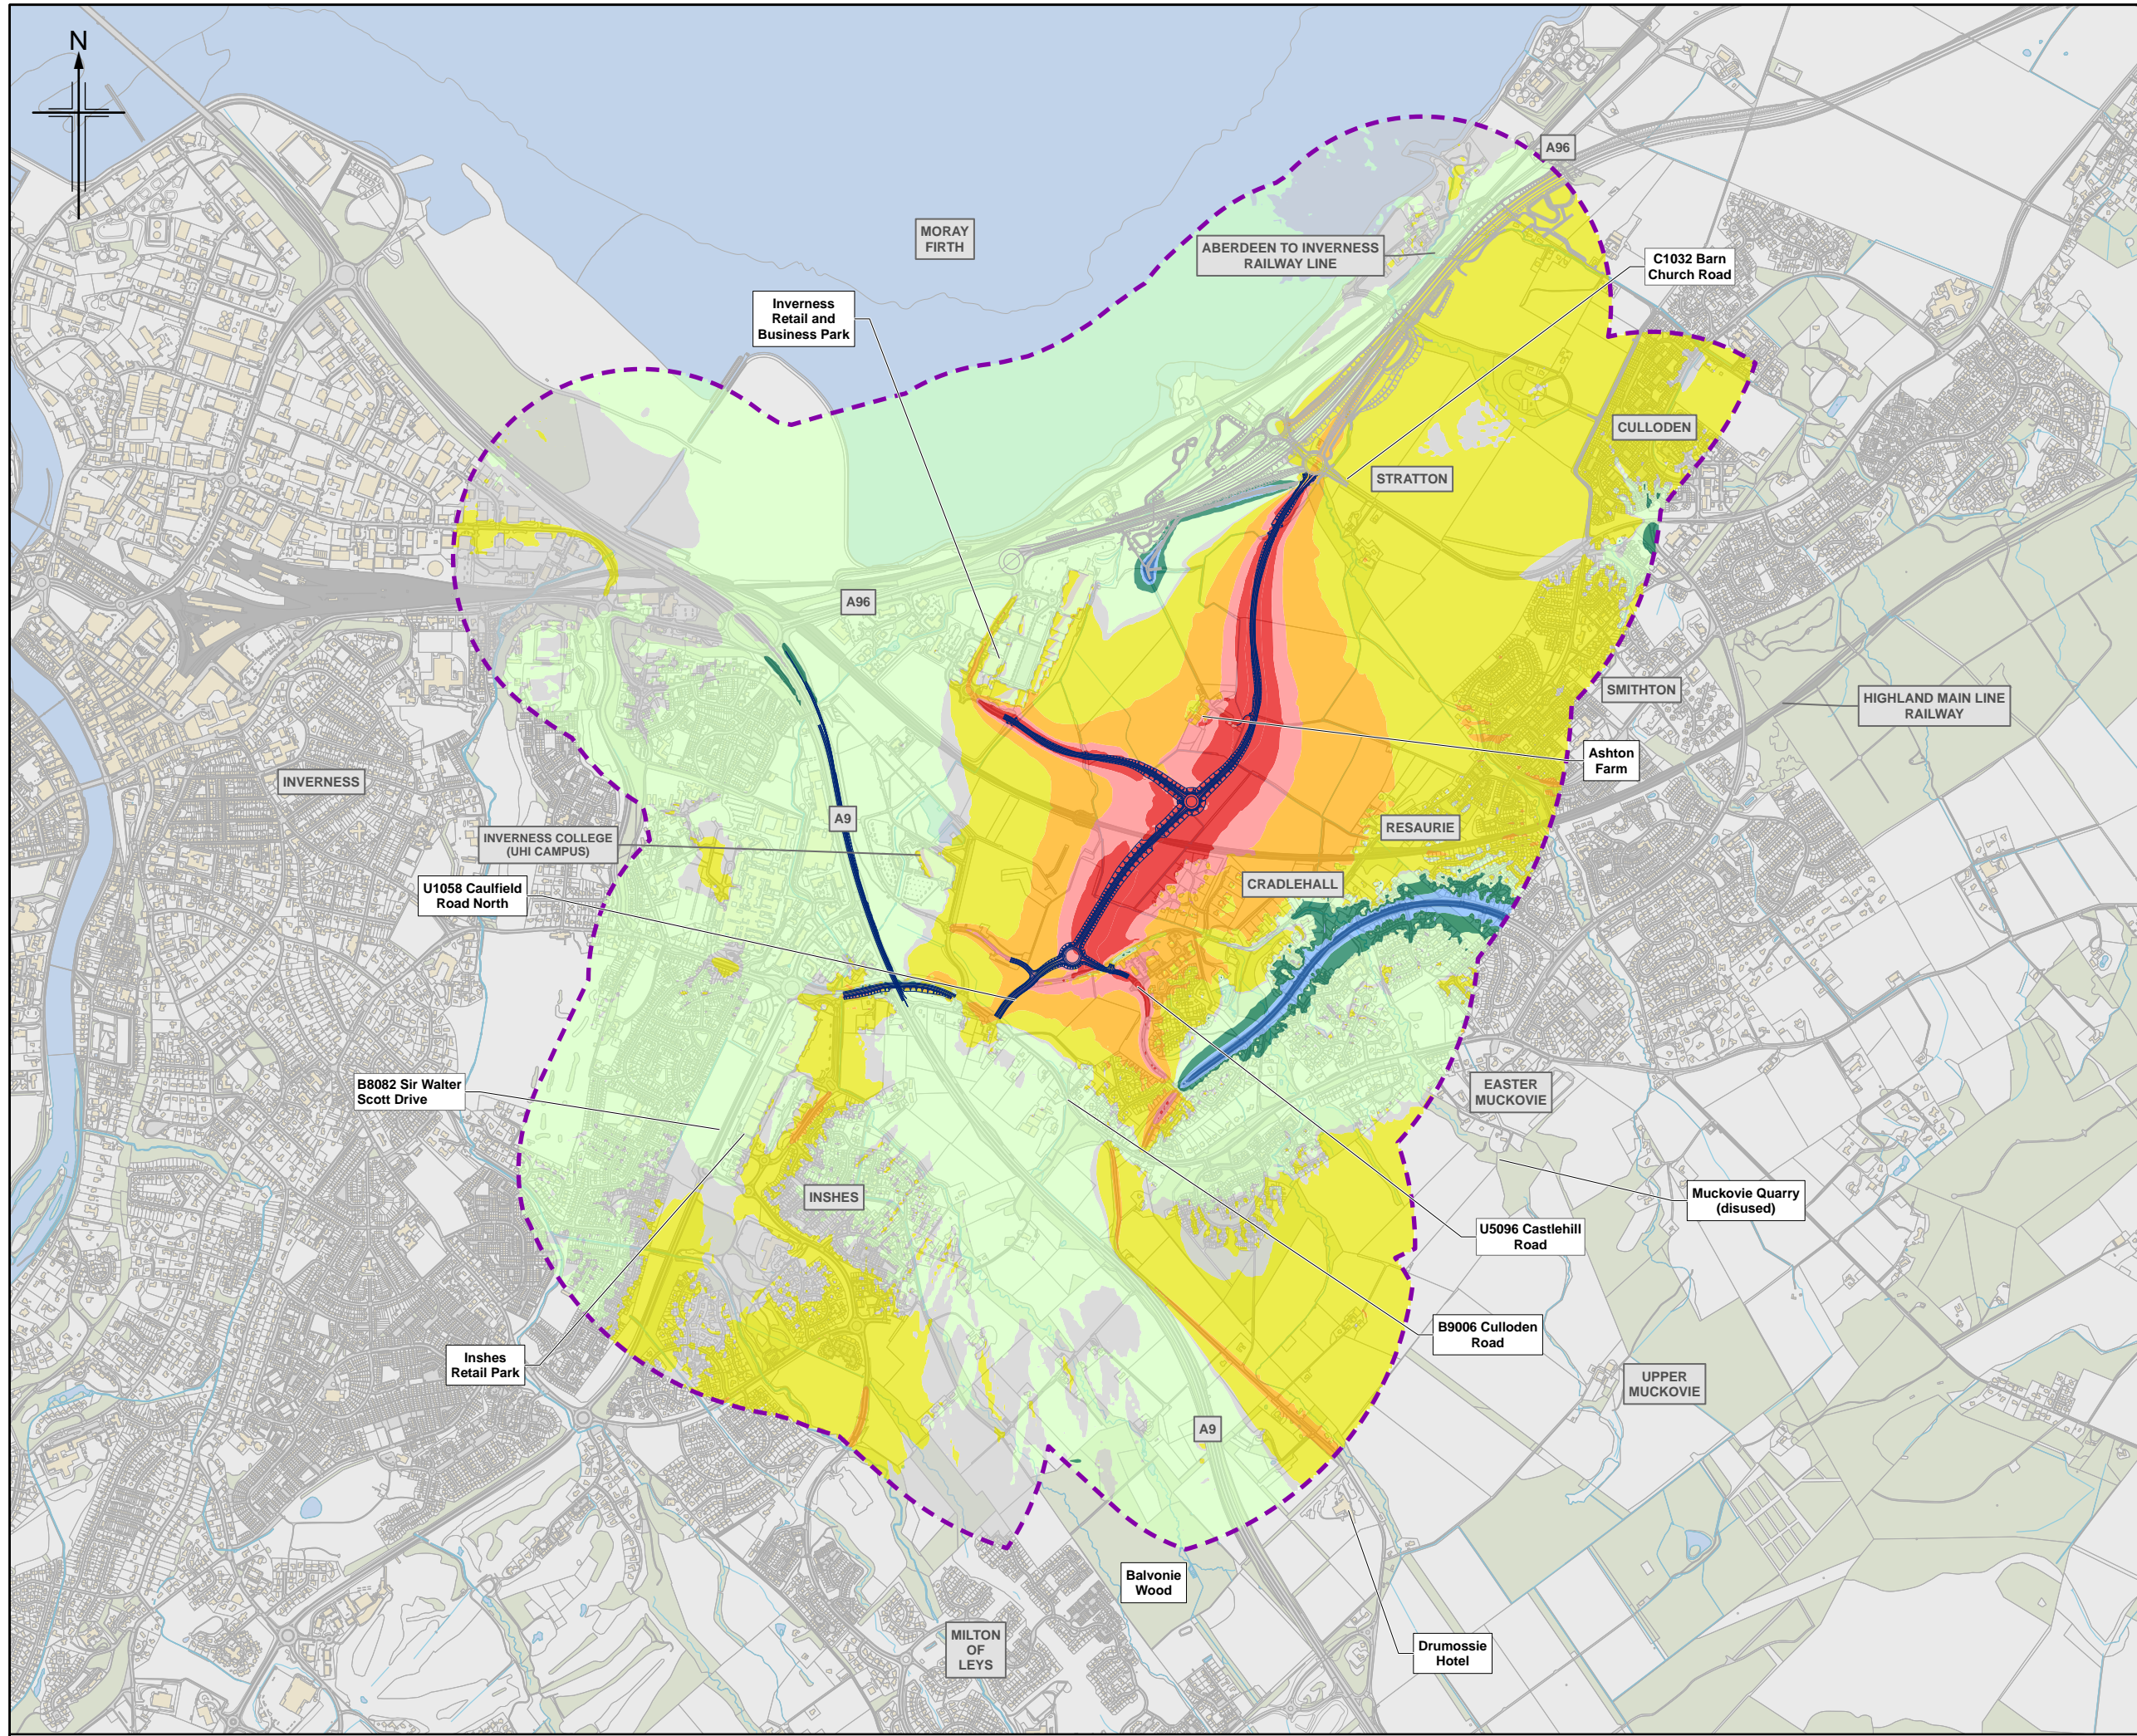 N
A96
MORAY
FIRTH
ABERDEEN TO INVERNESS
RAILWAY LINE
C1032 Barn
Church Road
Inverness
Retail and
Business Park
CULLODEN
STRATTON
A96
SMITHTON
HIGHLAND MAIN LINE
RAILWAY
Ashton
Farm
INVERNESS
A9
RESAURIE
INVERNESS COLLEGE
(UHI CAMPUS)
CRADLEHALL
U1058 Caulfield
Road North
B8082 Sir Walter
Scott Drive
EASTER
MUCKOVIE
INSHES
Muckovie Quarry
(disused)
U5096 Castlehill
Road
B9006 Culloden
Road
Inshes
Retail Park
UPPER
MUCKOVIE
A9
Balvonie
Wood
MILTON
OF
LEYS
Drumossie
Hotel